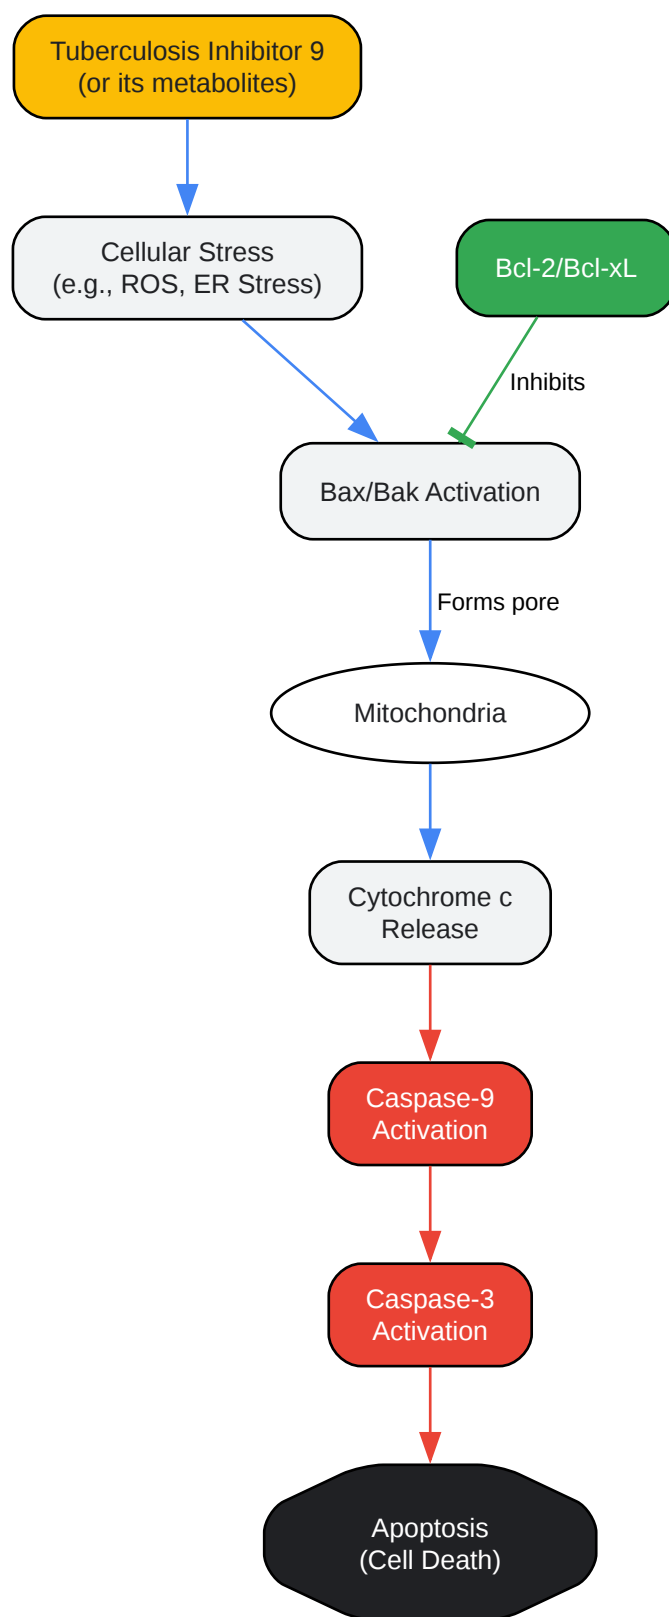 Tuberculosis Inhibitor 9
(or its metabolites)
Cellular Stress
(e.g., ROS, ER Stress)
Bcl-2/Bcl-xL
Inhibits
Bax/Bak Activation
Forms pore
Mitochondria
Cytochrome c
Release
Caspase-9
Activation
Caspase-3
Activation
Apoptosis
(Cell Death)